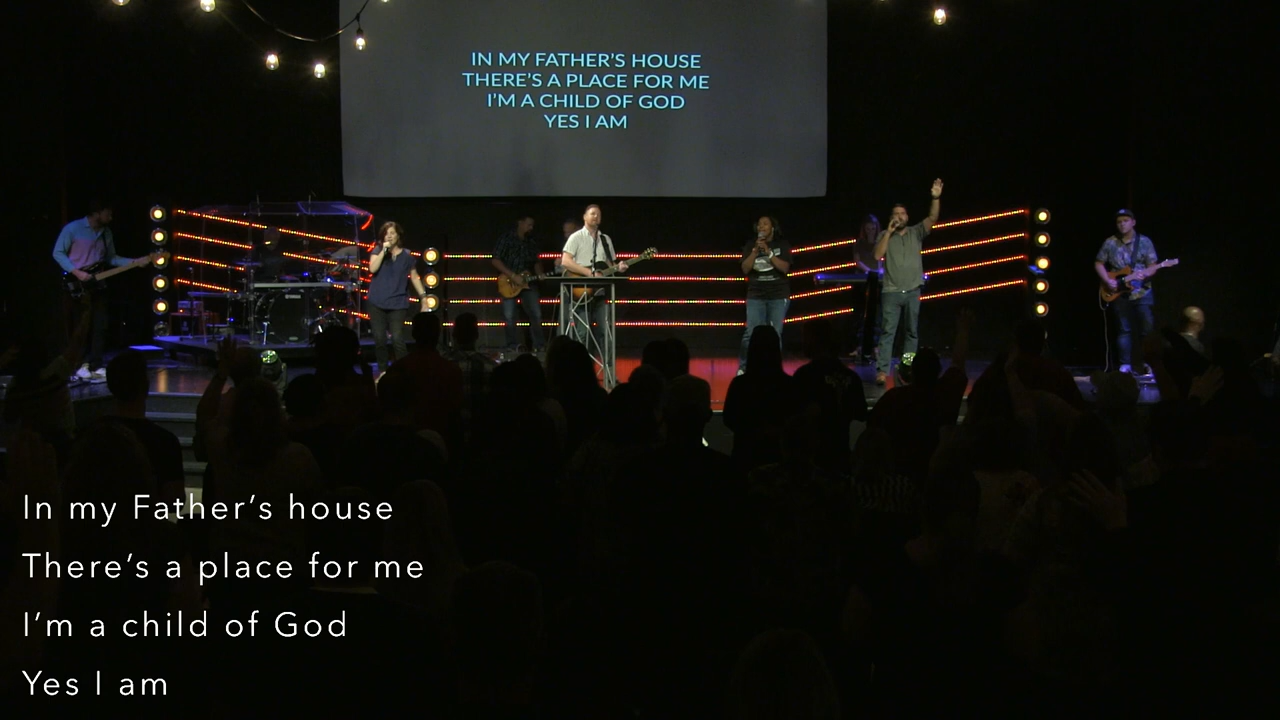 IN MY FATHER'S HOUSE
THERE'S A PLACE FOR ME
I'M A CHILD OF GOD
YES I AM
YAMAHA
In my Father's house
There's a place for me
I'm a child of God
Yes I am